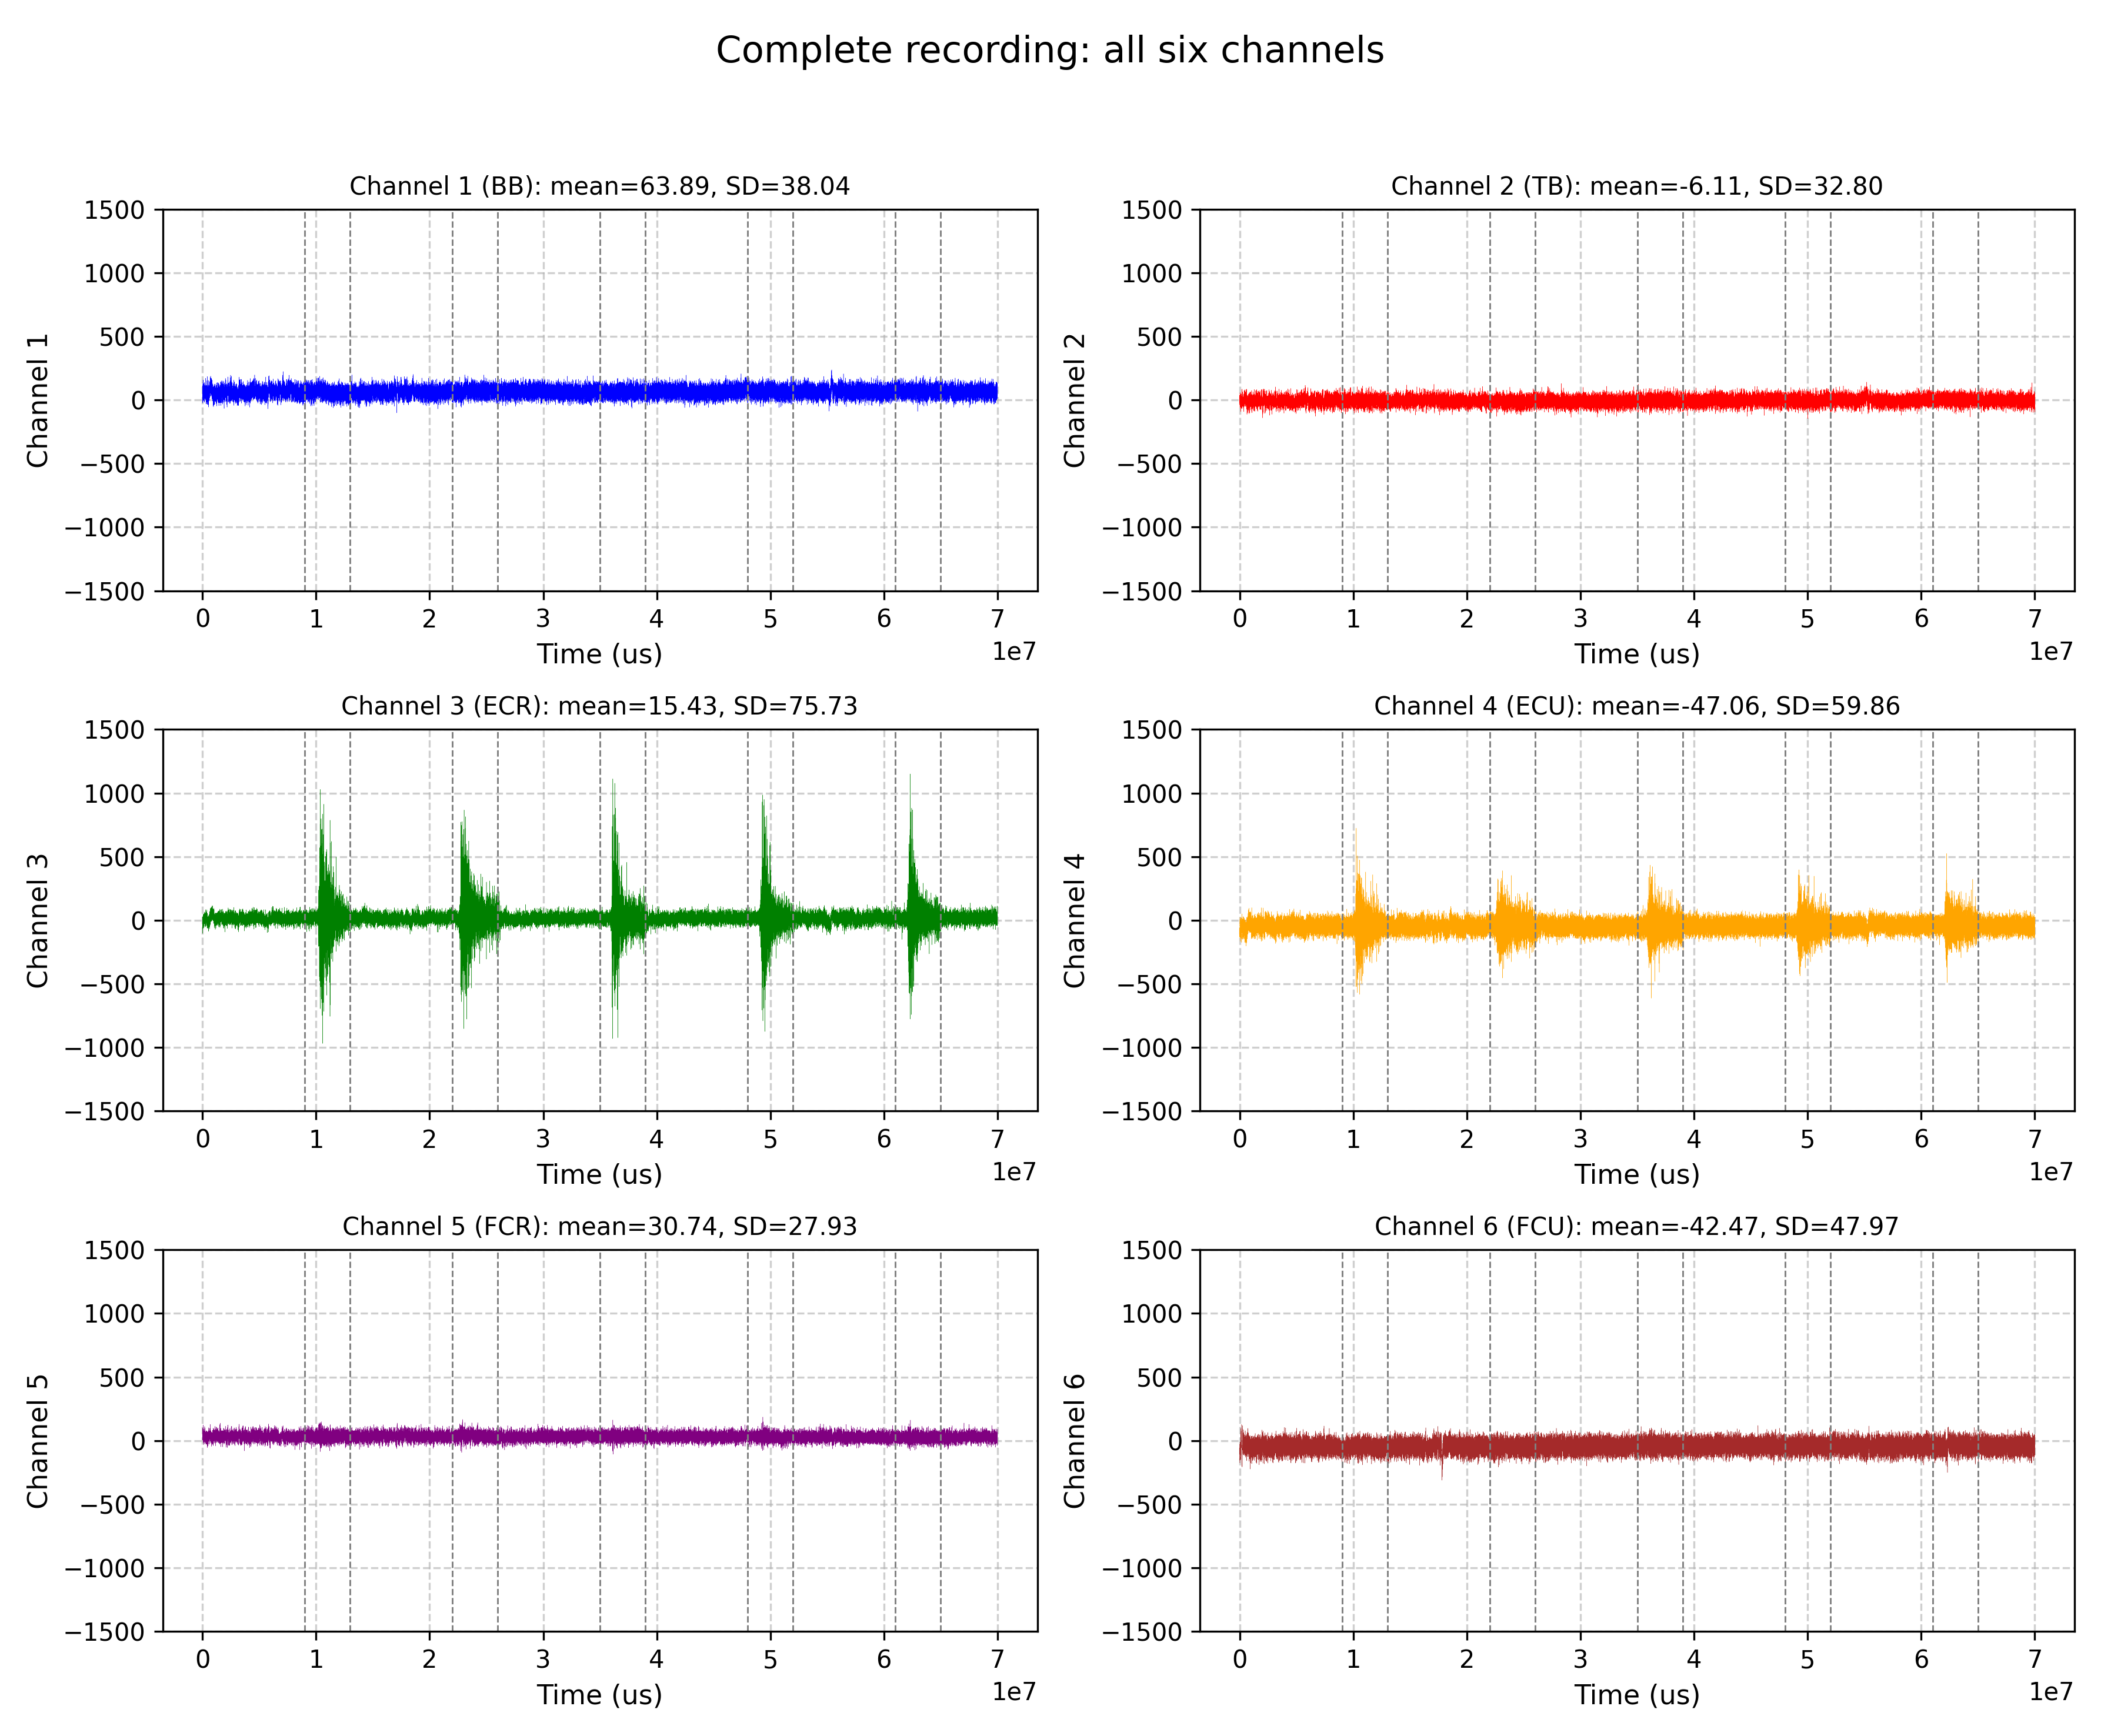 Complete recording: all six channels
Channel 1 (BB): mean=63.89, SD=38.04
1500
1000
500
0
−500
−1000
−1500
Channel 1
0 1 2 3 4 5 6 7
1e7
Time (us)
Channel 2 (TB): mean=-6.11, SD=32.80
1500
1000
500
0
−500
−1000
−1500
Channel 2
0 1 2 3 4 5 6 7
1e7
Time (us)
Channel 3 (ECR): mean=15.43, SD=75.73
1500
1000
500
0
−500
−1000
−1500
Channel 3
0 1 2 3 4 5 6 7
1e7
Time (us)
Channel 4 (ECU): mean=-47.06, SD=59.86
1500
1000
500
0
−500
−1000
−1500
Channel 4
0 1 2 3 4 5 6 7
1e7
Time (us)
Channel 5 (FCR): mean=30.74, SD=27.93
1500
1000
500
0
−500
−1000
−1500
Channel 5
0 1 2 3 4 5 6 7
1e7
Time (us)
Channel 6 (FCU): mean=-42.47, SD=47.97
1500
1000
500
0
−500
−1000
−1500
Channel 6
0 1 2 3 4 5 6 7
1e7
Time (us)